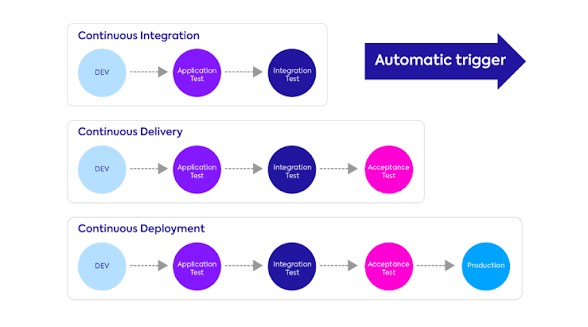 Continuous Integration
DEV
Application
Test
Integration
Test
Automatic trigger
Continuous Delivery
DEV
Application
Test
Integration
Test
Acceptance
Test
Continuous Deployment
DEV
Application
Test
Integration
Test
Acceptance
Test
Production